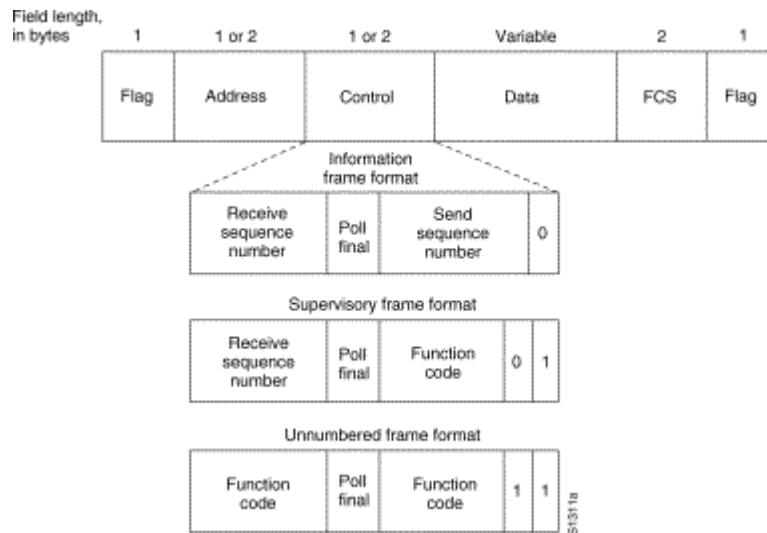 Field length,
in bytes 1 1 or 2 1 or 2 Variable 2 1
Flag Address Control Data FCS Flag
Information
frame format
Receive
sequence
number
Poll
final
Send
sequence
number
0
Supervisory frame format
Receive
sequence
number
Poll
final
Function
code
0 1
Unnumbered frame format
Function
code
Poll
final
Function
code
1 1
S1311a